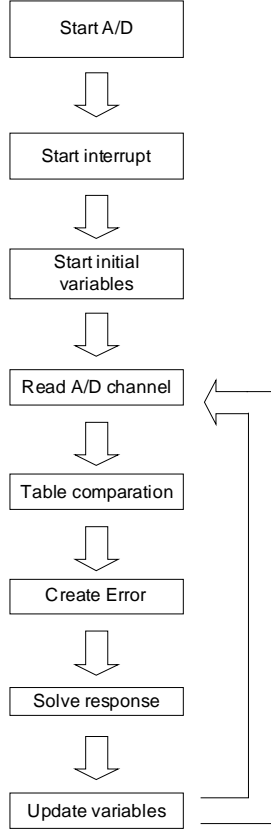 Start A/D
Start interrupt
Start initial
variables
Read A/D channel
Table comparation
Create Error
Solve response
Update variables